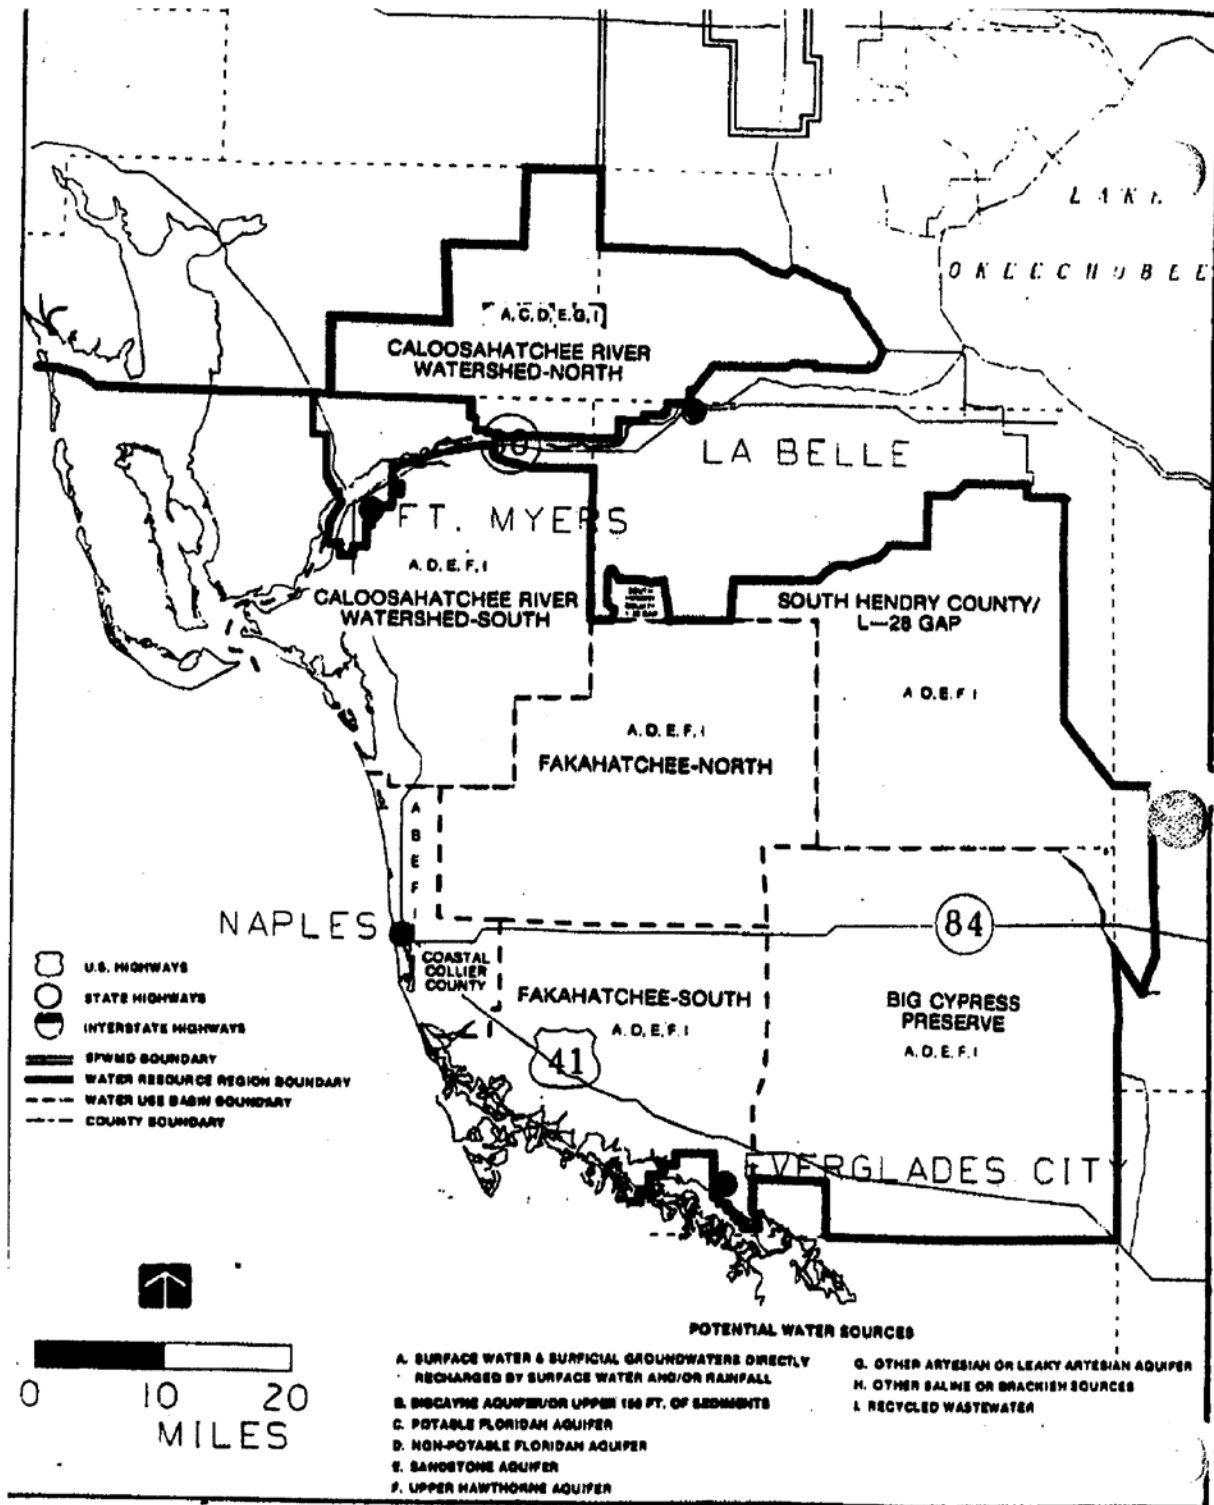 LAKE
OKEECHOBEE
A, C, D, E, G, I
CALOOSAHATCHEE RIVER
WATERSHED-NORTH
LA BELLE
FT. MYERS
A. D. E. F. I
CALOOSAHATCHEE RIVER
WATERSHED-SOUTH
SOUTH HENDRY COUNTY/
L-28 GAP
A D. E. F I
A. D. E. F. I
FAKAHATCHEE-NORTH
A
B
E
F
NAPLES
84
COASTAL
COLLIER
COUNTY
FAKAHATCHEE-SOUTH
A. D. E. F. I
BIG CYPRESS
PRESERVE
A. D. E. F. I
41
EVERGLADES CITY
U.S. HIGHWAYS
STATE HIGHWAYS
INTERSTATE HIGHWAYS
SFWMD BOUNDARY
WATER RESOURCE REGION BOUNDARY
WATER USE BASIN BOUNDARY
COUNTY BOUNDARY
0 10 20
MILES
POTENTIAL WATER SOURCES
A. SURFACE WATER & SURFICIAL GROUNDWATERS DIRECTLY
RECHARGED BY SURFACE WATER AND/OR RAINFALL
B. BISCAYNE AQUIFER/OR UPPER 150 FT. OF SEDIMENTS
C. POTABLE FLORIDAN AQUIFER
D. NON-POTABLE FLORIDAN AQUIFER
E. SANDSTONE AQUIFER
F. UPPER HAWTHORNE AQUIFER
G. OTHER ARTESIAN OR LEAKY ARTESIAN AQUIFER
H. OTHER SALINE OR BRACKISH SOURCES
I. RECYCLED WASTEWATER